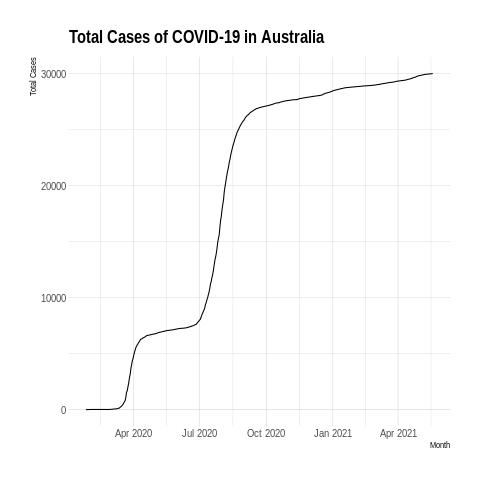 Total Cases of COVID-19 in Australia
Total Cases
30000
20000
10000
0
Apr 2020 Jul 2020 Oct 2020 Jan 2021 Apr 2021
Month